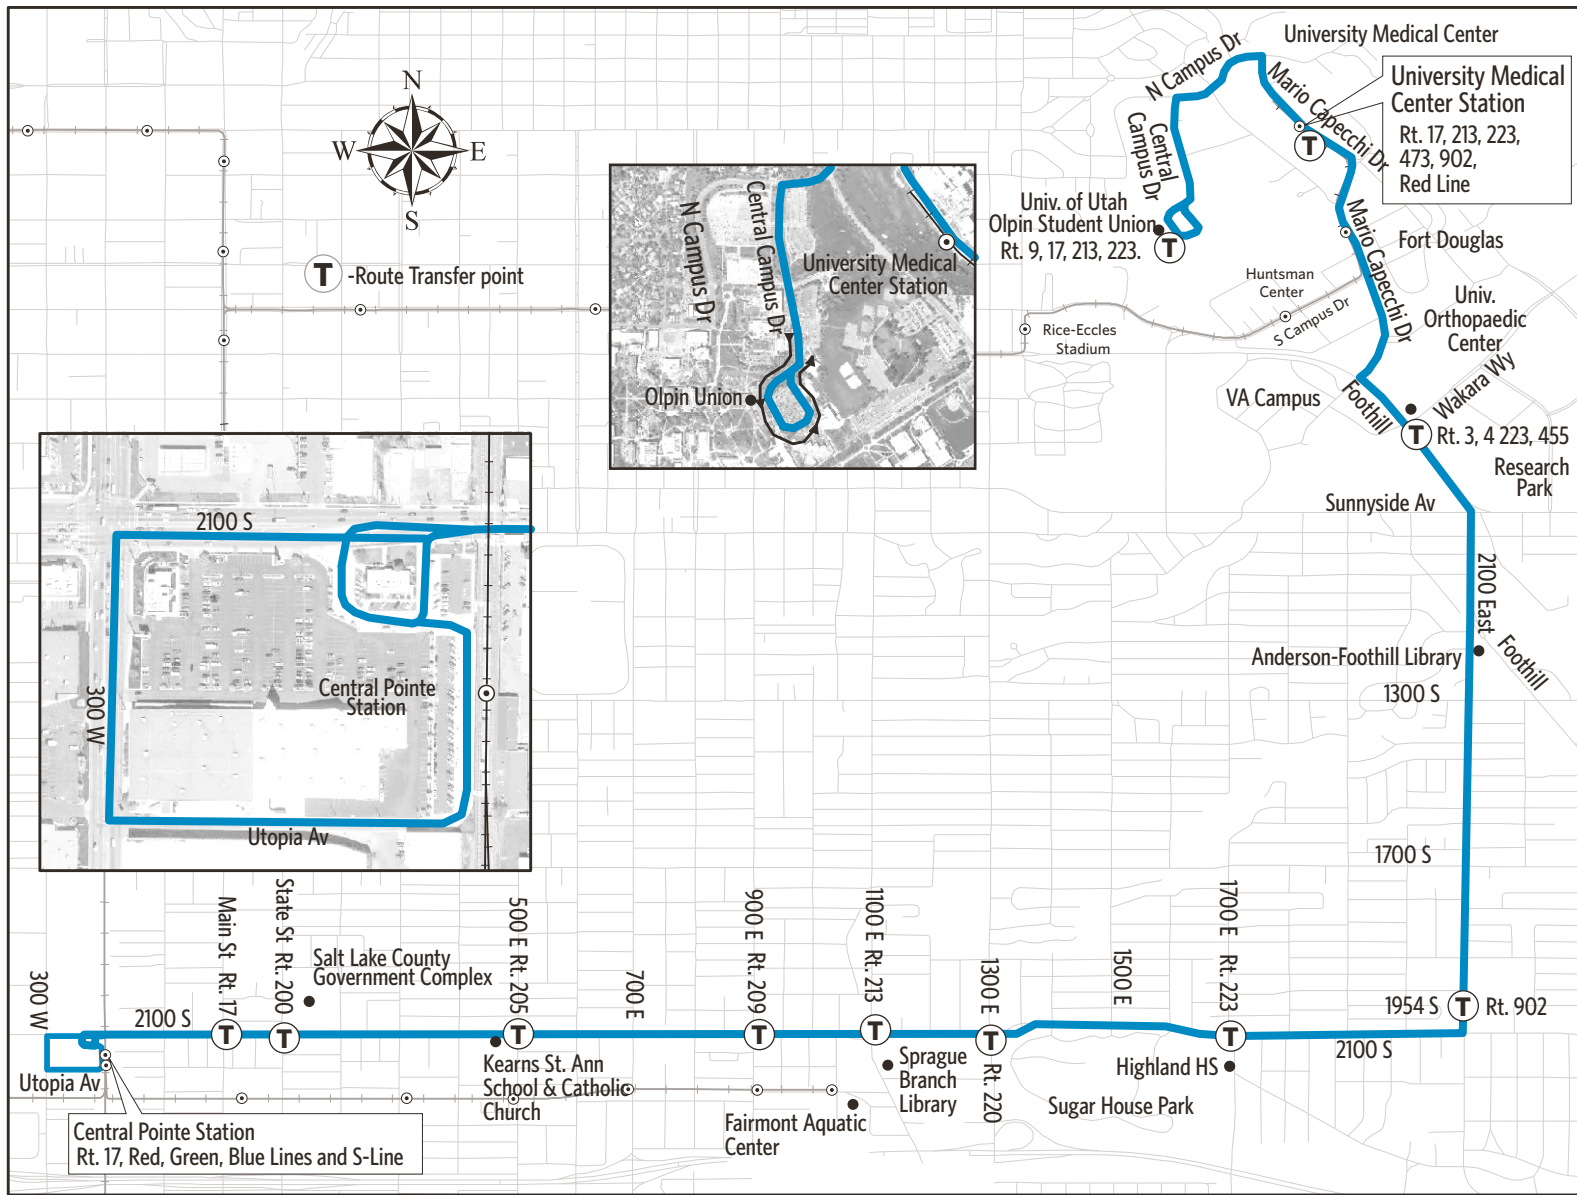 University Medical Center
N Campus Dr
Mario Capecchi Dr
University Medical
Center Station
Rt. 17, 213, 223,
473, 902,
Red Line
N
W
E
S
Central
Campus Dr
Univ. of Utah
Olpin Student Union
Rt. 9, 17, 213, 223.
T
T
Mario Capecchi Dr
Fort Douglas
T -Route Transfer point
N Campus Dr
Central Campus Dr
University Medical
Center Station
Olpin Union
Huntsman
Center
S Campus Dr
Rice-Eccles
Stadium
Univ.
Orthopaedic
Center
VA Campus
Foothill
Wakara Wy
T Rt. 3, 4 223, 455
Research
Park
Sunnyside Av
2100 East
Foothill
Anderson-Foothill Library
1300 S
1700 S
2100 S
300 W
Central Pointe
Station
Utopia Av
300 W
2100 S
Main St Rt. 17
T
State St Rt. 200
T
Salt Lake County
Government Complex
500 E Rt. 205
T
700 E
900 E Rt. 209
T
1100 E Rt. 213
T
1300 E
T
Rt. 220
1500 E
1700 E Rt. 223
T
1954 S
T
Rt. 902
2100 S
Utopia Av
Kearns St. Ann
School & Catholic
Church
Sprague
Branch
Library
Fairmont Aquatic
Center
Highland HS
Sugar House Park
Central Pointe Station
Rt. 17, Red, Green, Blue Lines and S-Line